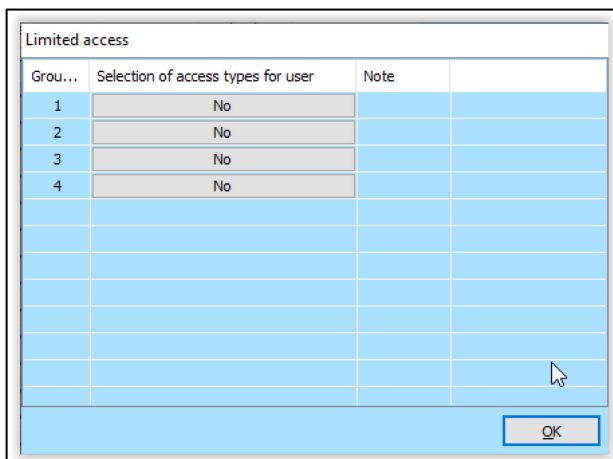 Limited access
Grou... Selection of access types for user Note
1 No
2 No
3 No
4 No
OK